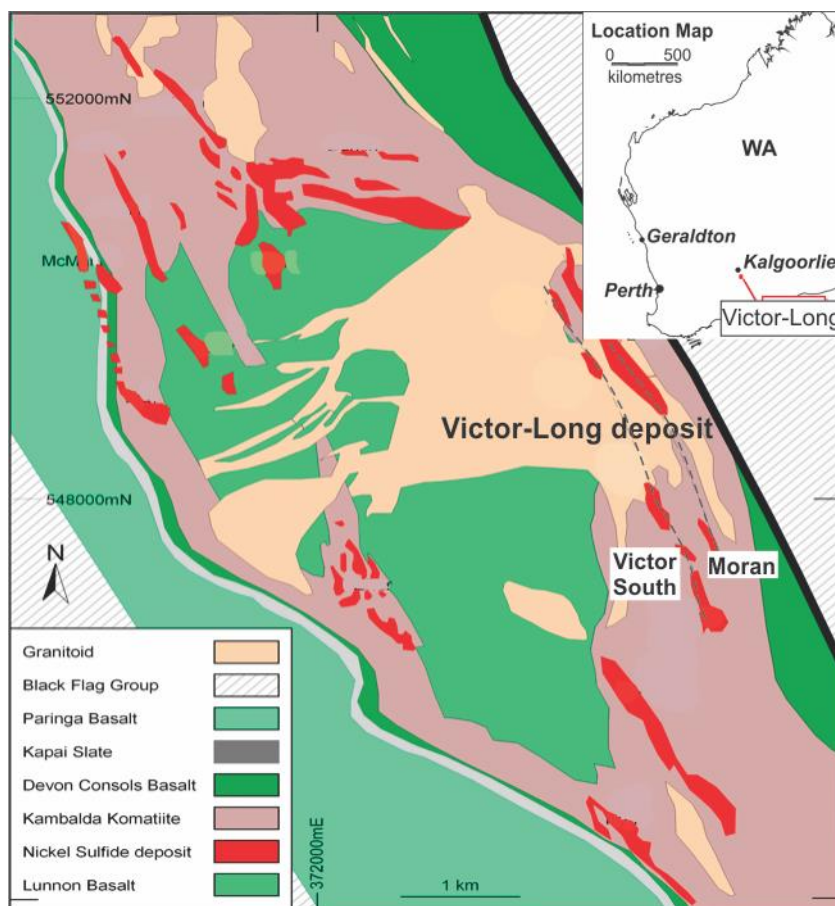 Location Map
0 500
kilometres
WA
Geraldton
Kalgoorlie
Perth
Victor-Long
552000mN
Victor-Long deposit
548000mN
N
Victor
South
Moran
Granitoid
Black Flag Group
Paringa Basalt
Kapai Slate
Devon Consols Basalt
Kambalda Komatiite
Nickel Sulfide deposit
Lunnon Basalt
372000mE
1 km